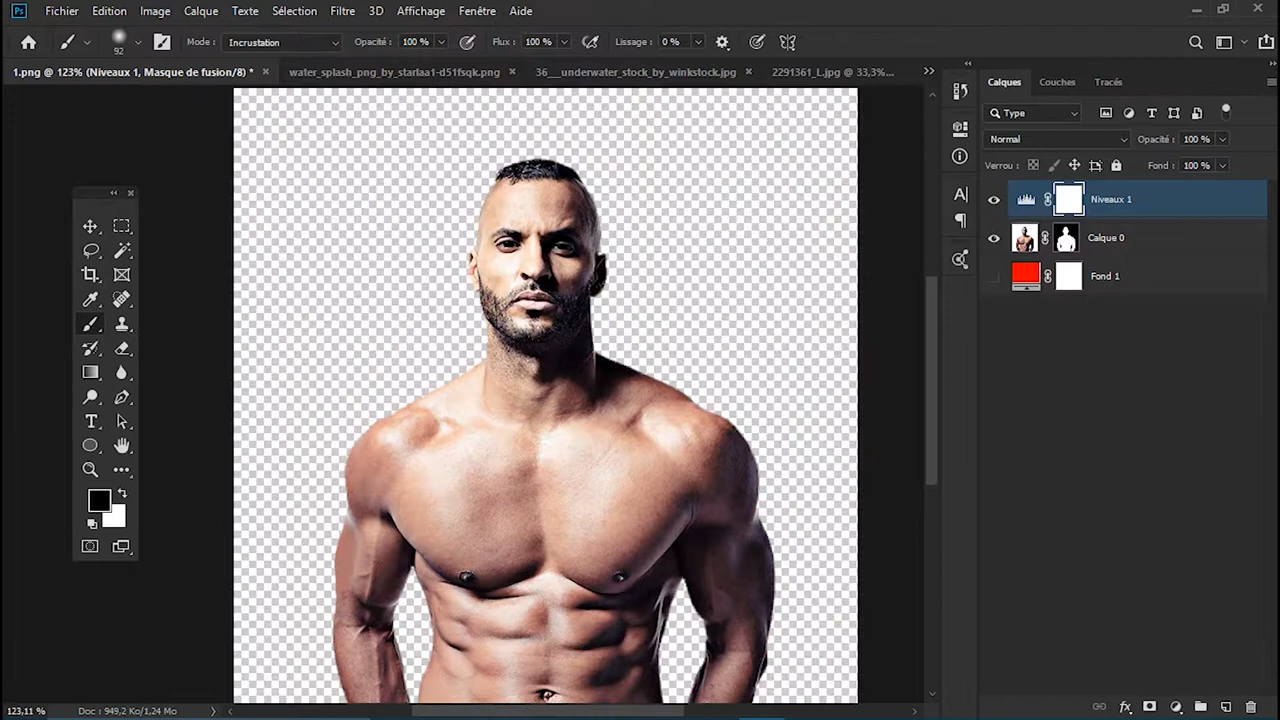 Ps Fichier Edition Image Calque Texte Sélection Filtre 3D Affichage Fenêtre Aide
92 Mode : Incrustation Opacité : 100 % Flux : 100 % Lissage : 0 %
1.png @ 123% (Niveaux 1, Masque de fusion/8) * water_splash_png_by_starlaa1-d51fsqk.png 36__underwater_stock_by_winkstock.jpg 2291361_L.jpg @ 33,3%...
Calques Couches Tracés
Type
Normal Opacité : 100 %
Verrou : Fond : 100 %
Niveaux 1
Calque 0
Fond 1
123,11 % Doc : 949,2 Ko/1,24 Mo